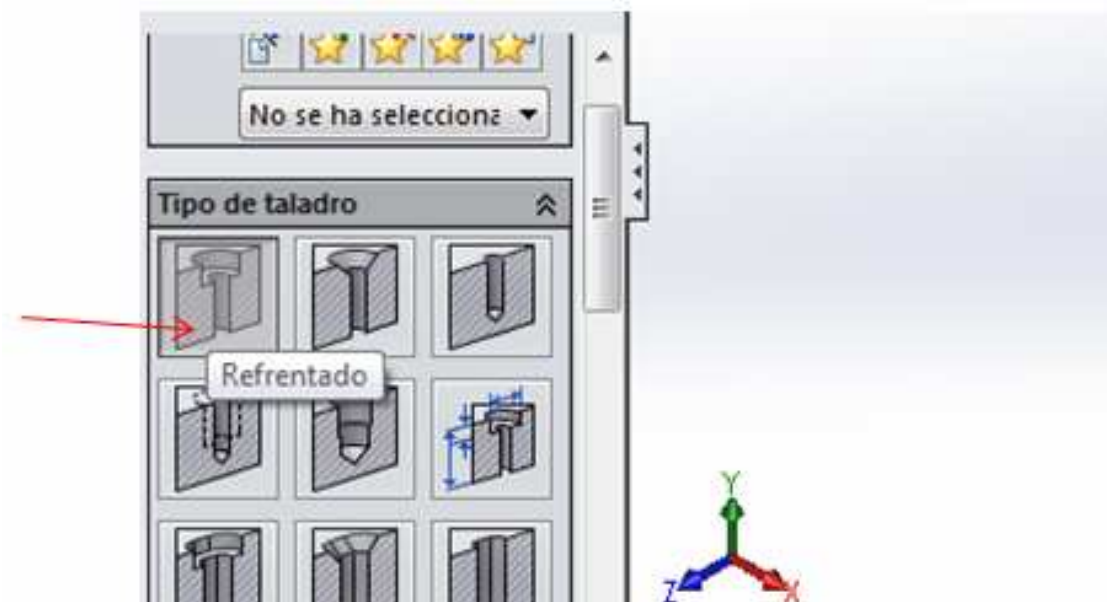 No se ha selecciona
Tipo de taladro
Refrentado
Y
Z
X